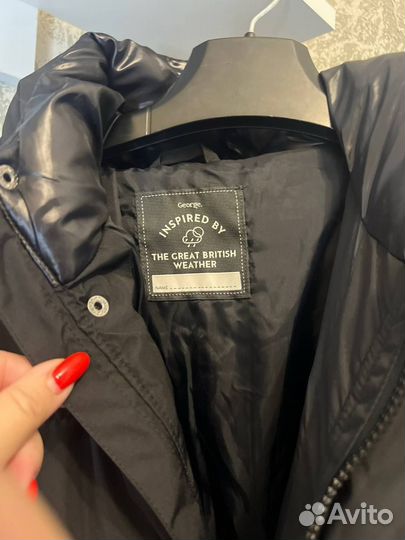 George.
INSPIRED BY
THE GREAT BRITISH
WEATHER
NAME
Avito